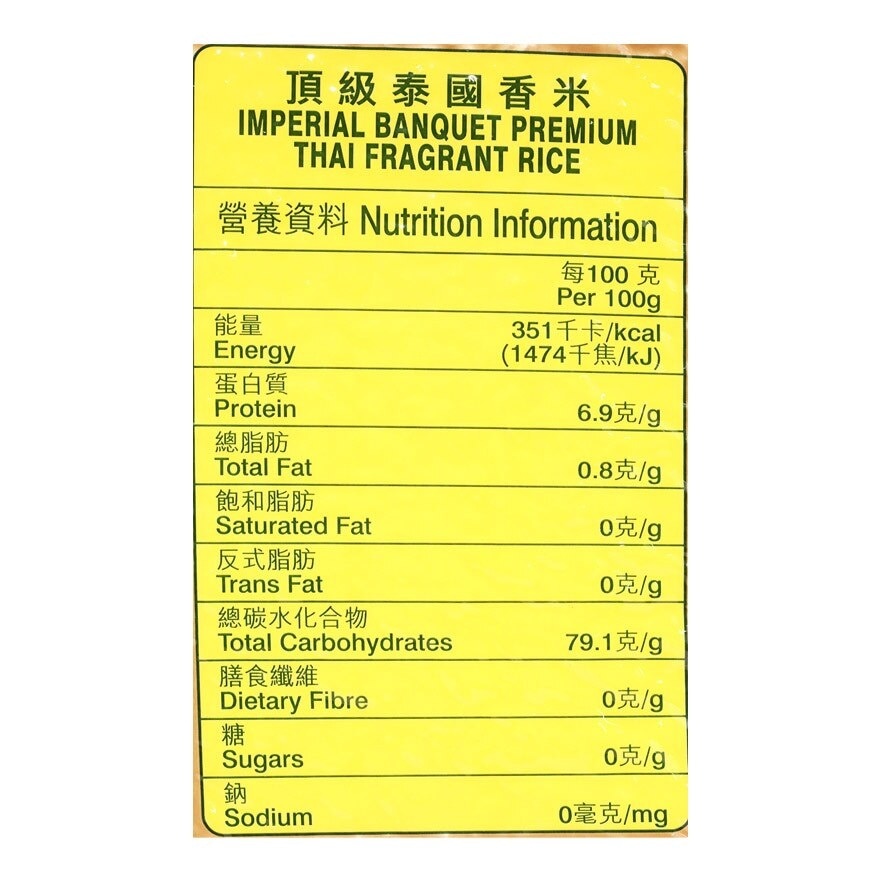 頂級泰國香米
IMPERIAL BANQUET PREMIUM
THAI FRAGRANT RICE
營養資料 Nutrition Information
每100 克
Per 100g
能量
Energy
351千卡/kcal
(1474千焦/kJ)
蛋白質
Protein
6.9克/g
總脂肪
Total Fat
0.8克/g
飽和脂肪
Saturated Fat
0克/g
反式脂肪
Trans Fat
0克/g
總碳水化合物
Total Carbohydrates
79.1克/g
膳食纖維
Dietary Fibre
0克/g
糖
Sugars
0克/g
鈉
Sodium
0毫克/mg